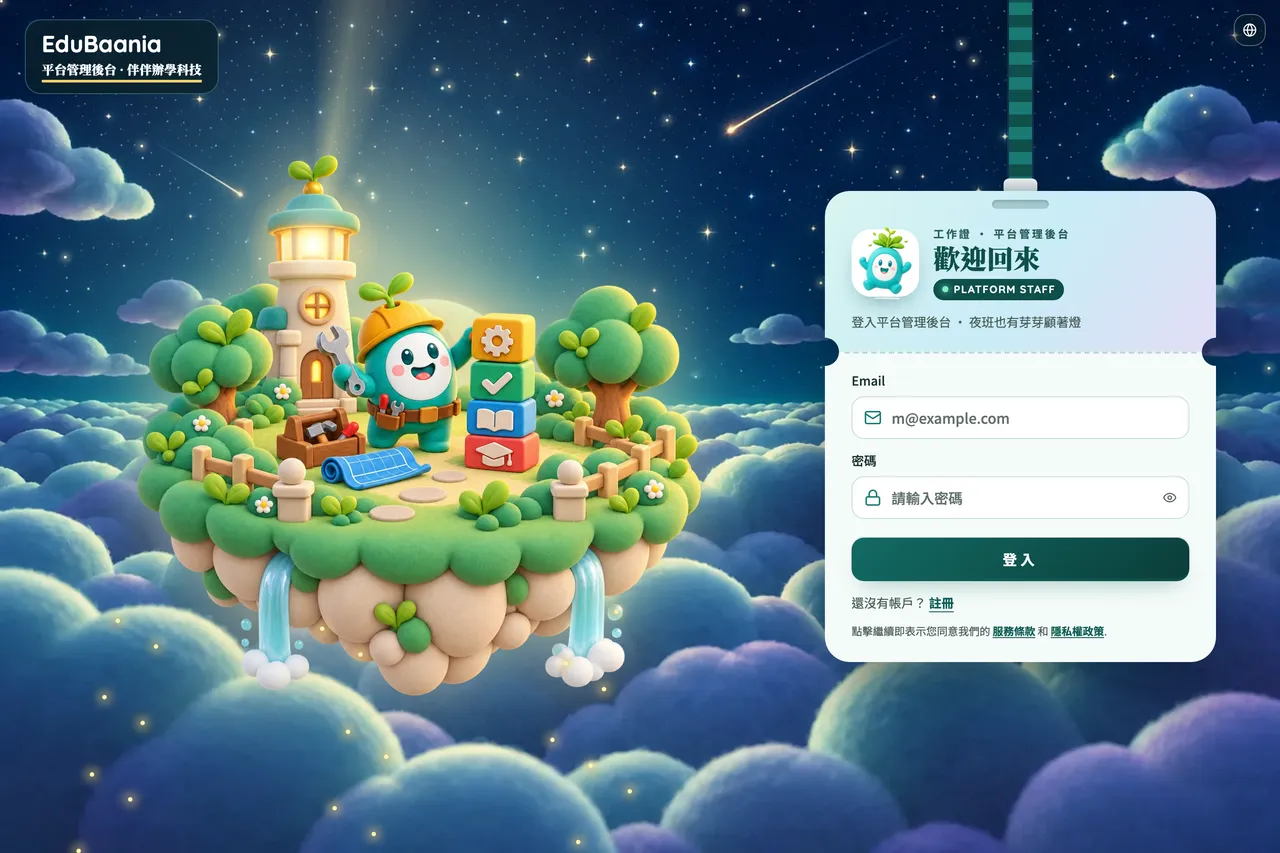 EduBaania
平台管理後台 · 伴伴辦學科技
工作證 · 平台管理後台
歡迎回來
PLATFORM STAFF
登入平台管理後台 · 夜班也有芽芽顧著燈
Email
m@example.com
密碼
請輸入密碼
登入
還沒有帳戶？註冊
點擊繼續即表示您同意我們的 服務條款 和 隱私權政策.